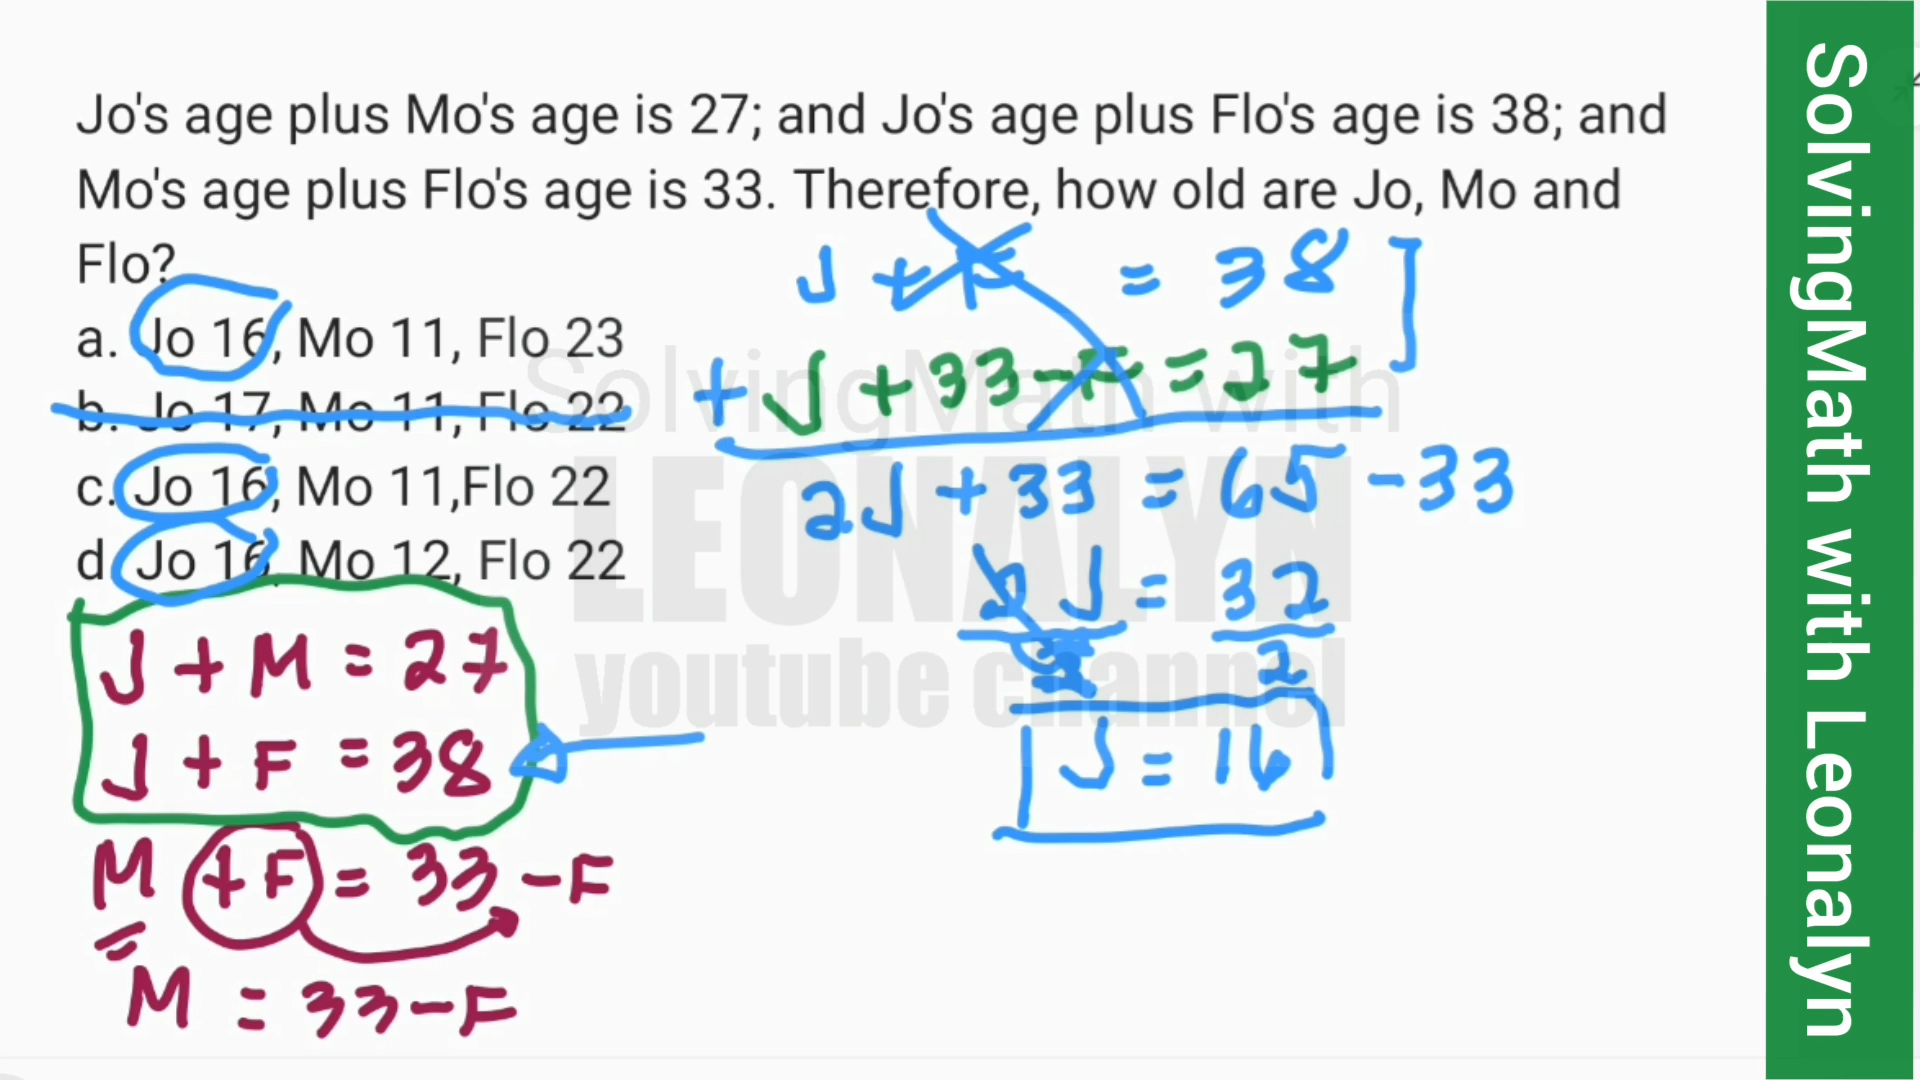 Jo's age plus Mo's age is 27; and Jo's age plus Flo's age is 38; and
Mo's age plus Flo's age is 33. Therefore, how old are Jo, Mo and
Flo?
a. Jo 16, Mo 11, Flo 23
b. Jo 17, Mo 11, Flo 22
c. Jo 16, Mo 11,Flo 22
d. Jo 16, Mo 12, Flo 22
J + M = 27
J + F = 38
M + F = 33 - F
M = 33 - F
J + F = 38
+ J + 33 - F = 27
2J + 33 = 65 - 33
2 J = 32
2 2
J = 16
SolvingMath with
LEONALYN
youtube channel
SolvingMath with Leonalyn